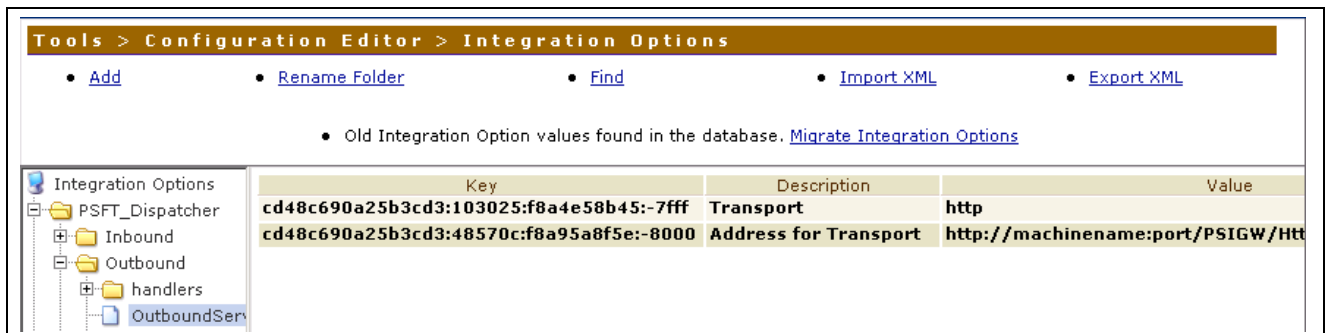 Tools > Configuration Editor > Integration Options
• Add • Rename Folder • Find • Import XML • Export XML
• Old Integration Option values found in the database. Migrate Integration Options
Integration Options
PSFT_Dispatcher
Inbound
Outbound
handlers
Key Description Value
cd48c690a25b3cd3:103025:f8a4e58b45:-7fff Transport http
cd48c690a25b3cd3:48570c:f8a95a8f5e:-8000 Address for Transport http://machinename:port/PSIGW/Htt